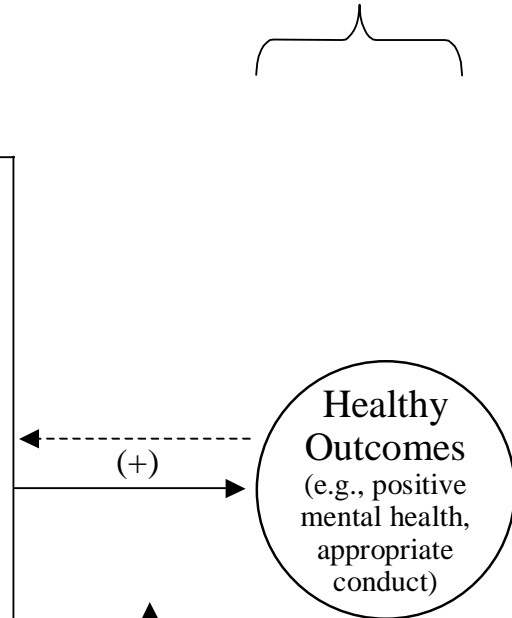 Healthy
Outcomes
(+)
(e.g., positive
mental health,
appropriate
conduct)